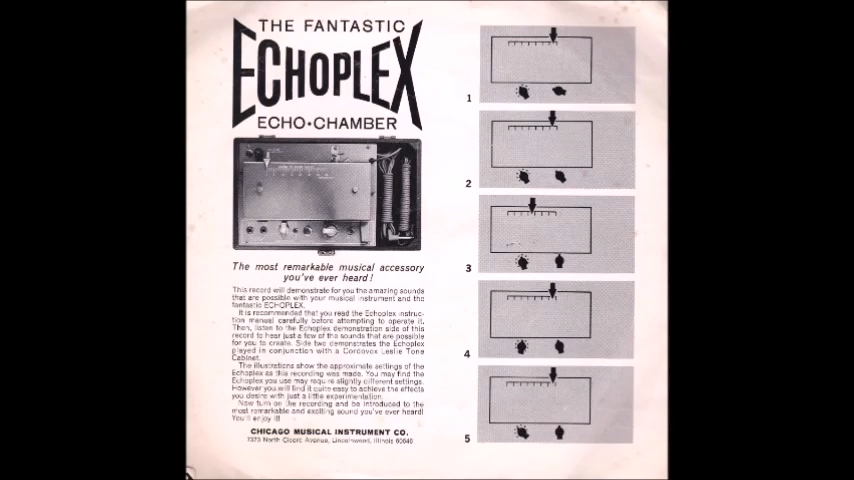 THE FANTASTIC
ECHOPLEX
ECHO•CHAMBER
The most remarkable musical accessory
you've ever heard!
This record will demonstrate for you the amazing sounds
that are possible with your musical instrument and the
fantastic ECHOPLEX.
It is recommended that you read the Echoplex instruc-
tion manual carefully before attempting to operate it.
Then, listen to the Echoplex demonstration side of this
record to hear just a few of the sounds that are possible
for you to create. Side two demonstrates the Echoplex
played in conjunction with a Cordovox Leslie Tone
Cabinet.
The illustrations show the approximate settings of the
Echoplex as this recording was made. You may find the
Echoplex you use may require slightly different settings.
However you will find it quite easy to achieve the effects
you desire with just a little experimentation.
Now turn on the recording and be introduced to the
most remarkable and exciting sound you've ever heard!
You'll enjoy it!
CHICAGO MUSICAL INSTRUMENT CO.
7373 North Cicero Avenue, Lincolnwood, Illinois 60646
1
2
3
4
5